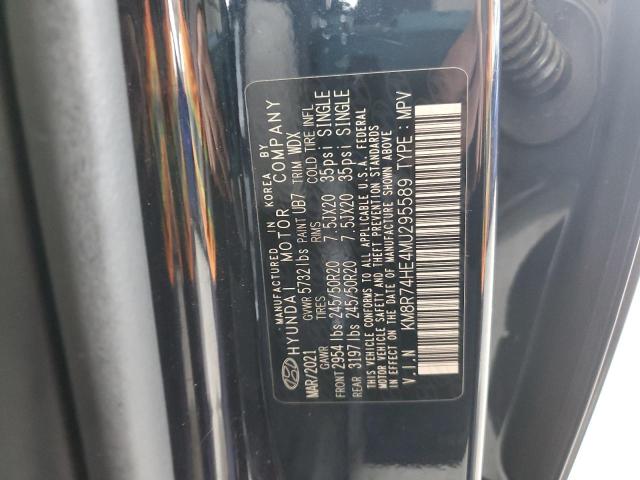 MANUFACTURED IN KOREA BY
HYUNDAI MOTOR COMPANY
MAR/2021 GVWR 5732 lbs PAINT UB7 TRIM WDX
GAWR TIRES RIMS COLD TIRE INFL
FRONT 2954 lbs 245/50R20 7.5JX20 35psi SINGLE
REAR 3197 lbs 245/50R20 7.5JX20 35psi SINGLE
THIS VEHICLE CONFORMS TO ALL APPLICABLE U.S.A. FEDERAL
MOTOR VEHICLE SAFETY AND THEFT PREVENTION STANDARDS
IN EFFECT ON THE DATE OF MANUFACTURE SHOWN ABOVE
V.I.N KM8R74HE4MU295589 TYPE : MPV